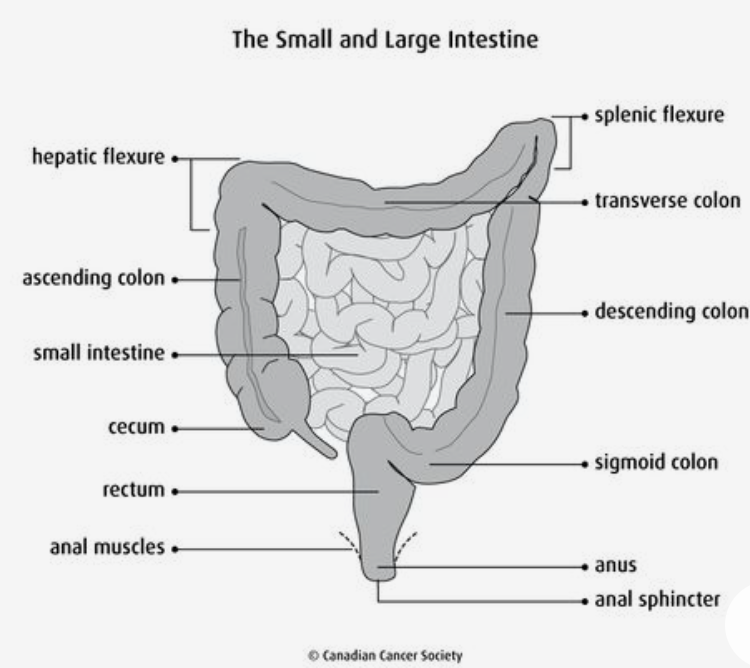 The Small and Large Intestine
splenic flexure
hepatic flexure
transverse colon
ascending colon
descending colon
small intestine
cecum
sigmoid colon
rectum
anal muscles
anus
anal sphincter
© Canadian Cancer Society